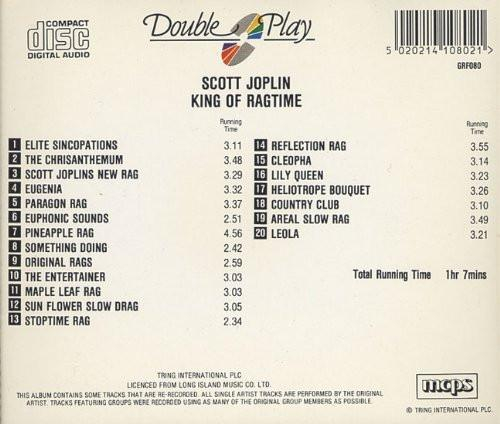 COMPACT
disc
DIGITAL AUDIO
Double Play
5 020214 108021 >
GRF080
SCOTT JOPLIN
KING OF RAGTIME
Running
Time
1 ELITE SINCOPATIONS 3.11
2 THE CHRISANTHEMUM 3.48
3 SCOTT JOPLINS NEW RAG 3.29
4 EUGENIA 3.32
5 PARAGON RAG 3.37
6 EUPHONIC SOUNDS 2.51
7 PINEAPPLE RAG 4.56
8 SOMETHING DOING 2.42
9 ORIGINAL RAGS 2.59
10 THE ENTERTAINER 3.03
11 MAPLE LEAF RAG 3.03
12 SUN FLOWER SLOW DRAG 3.05
13 STOPTIME RAG 2.34
Running
Time
14 REFLECTION RAG 3.55
15 CLEOPHA 3.14
16 LILY QUEEN 3.23
17 HELIOTROPE BOUQUET 3.26
18 COUNTRY CLUB 3.10
19 AREAL SLOW RAG 3.49
20 LEOLA 3.21
Total Running Time 1hr 7mins
TRING INTERNATIONAL PLC
LICENCED FROM LONG ISLAND MUSIC CO. LTD.
THIS ALBUM CONTAINS SOME TRACKS THAT ARE RE-RECORDED. ALL SINGLE ARTIST TRACKS ARE PERFORMED BY THE ORIGINAL
ARTIST. TRACKS FEATURING GROUPS WERE RECORDED USING AS MANY OF THE ORIGINAL GROUP MEMBERS AS POSSIBLE.
mcps
© TRING INTERNATIONAL PLC.